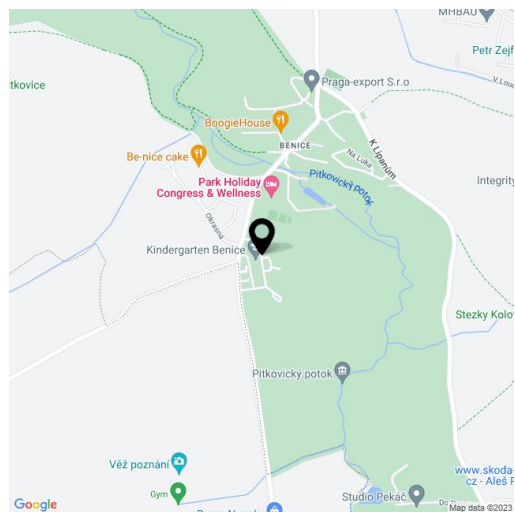 MHBAU
Petr Zejf
tkovice
Praga-export S.r.o
V Lou
BoogieHouse
BENICE
K Lipanům
Na Luka
Be-nice cake
Pitkovický potok
Integrity
Park Holiday
Congress & Wellness
Okrasná
Kindergarten Benice
Stezky Kolov
Pitkovický potok
Věž poznání
www.skoda-
cz - Aleš P
Gym
Studio Pekáč
Google
Map data ©2023